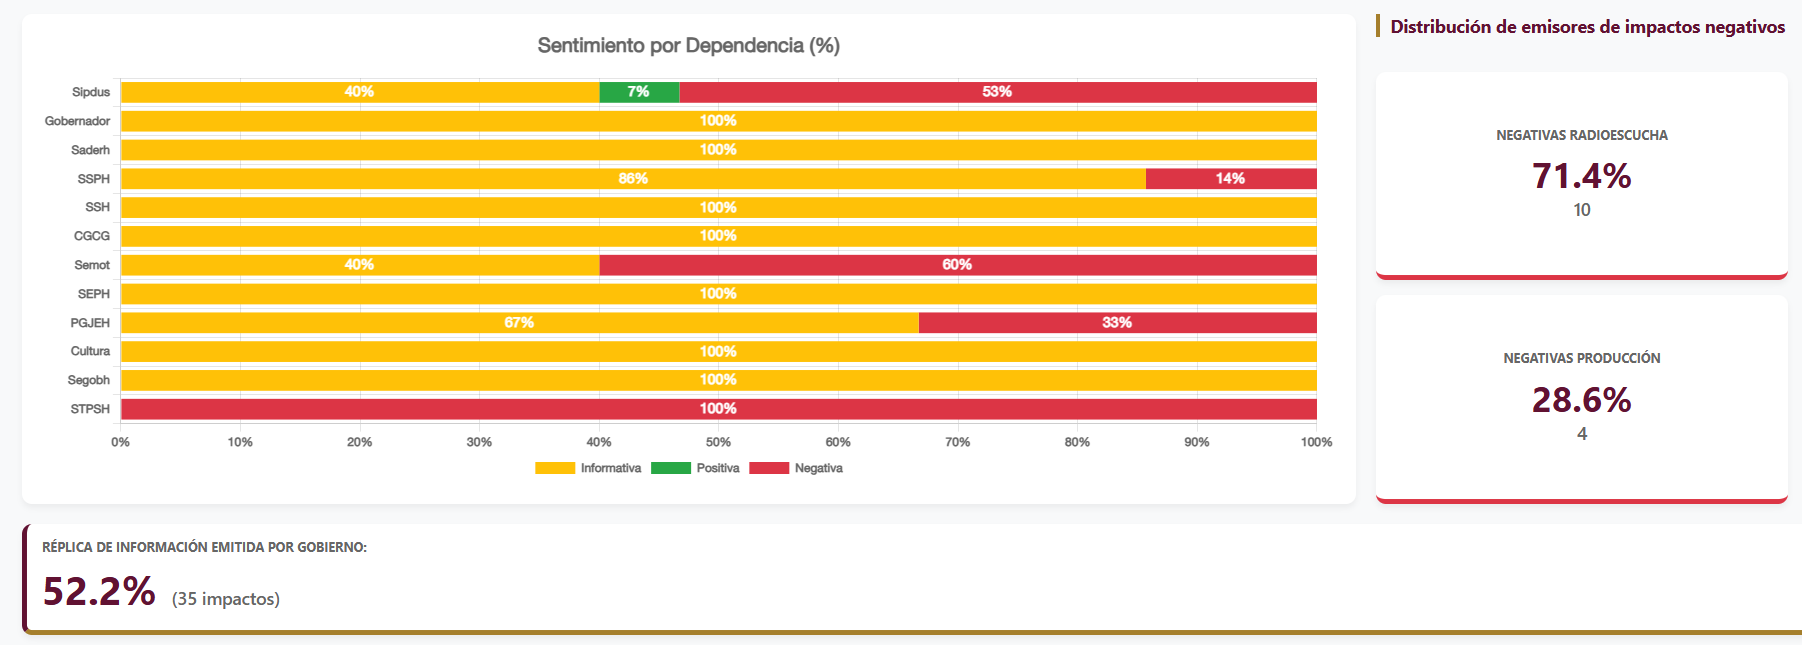 Sentimiento por Dependencia (%)
Sipdus 40% 7% 53%
Gobernador 100%
Saderh 100%
SSPH 86% 14%
SSH 100%
CGCG 100%
Semot 40% 60%
SEPH 100%
PGJEH 67% 33%
Cultura 100%
Segobh 100%
STPSH 100%
0% 10% 20% 30% 40% 50% 60% 70% 80% 90% 100%
Informativa Positiva Negativa
Distribución de emisores de impactos negativos
NEGATIVAS RADIOESCUCHA
71.4%
10
NEGATIVAS PRODUCCIÓN
28.6%
4
RÉPLICA DE INFORMACIÓN EMITIDA POR GOBIERNO:
52.2% (35 impactos)